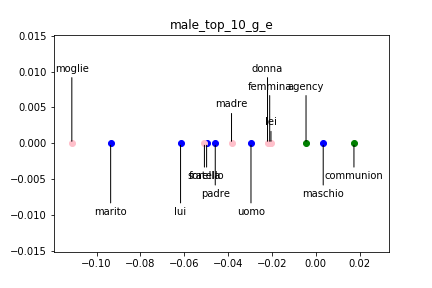 male_top_10_g_e
0.015
moglie
donna
0.010
femmina
agency
madre
0.005
lei
0.000
padre
maschio
communion
−0.005
marito
lui
uomo
−0.010
−0.015
−0.10
−0.08
−0.06
−0.04
−0.02
0.00
0.02